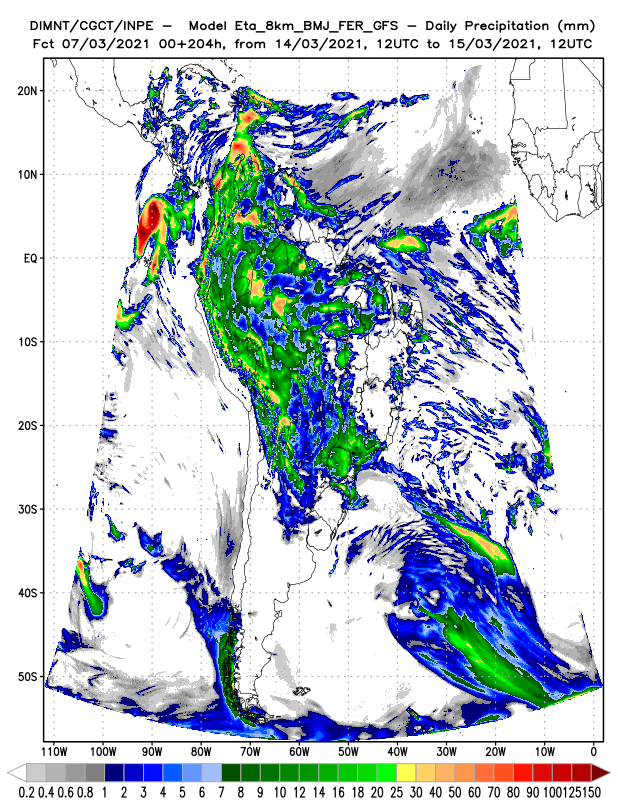 DIMNT/CGCT/INPE – Model Eta_8km_BMJ_FER_GFS – Daily Precipitation (mm)
Fct 07/03/2021 00+204h, from 14/03/2021, 12UTC to 15/03/2021, 12UTC
20N
10N
EQ
10S
20S
30S
40S
50S
110W 100W 90W 80W 70W 60W 50W 40W 30W 20W 10W 0
0.2 0.4 0.6 0.8 1 2 3 4 5 6 7 8 9 10 12 14 16 18 20 25 30 40 50 60 70 80 90 100 125 150